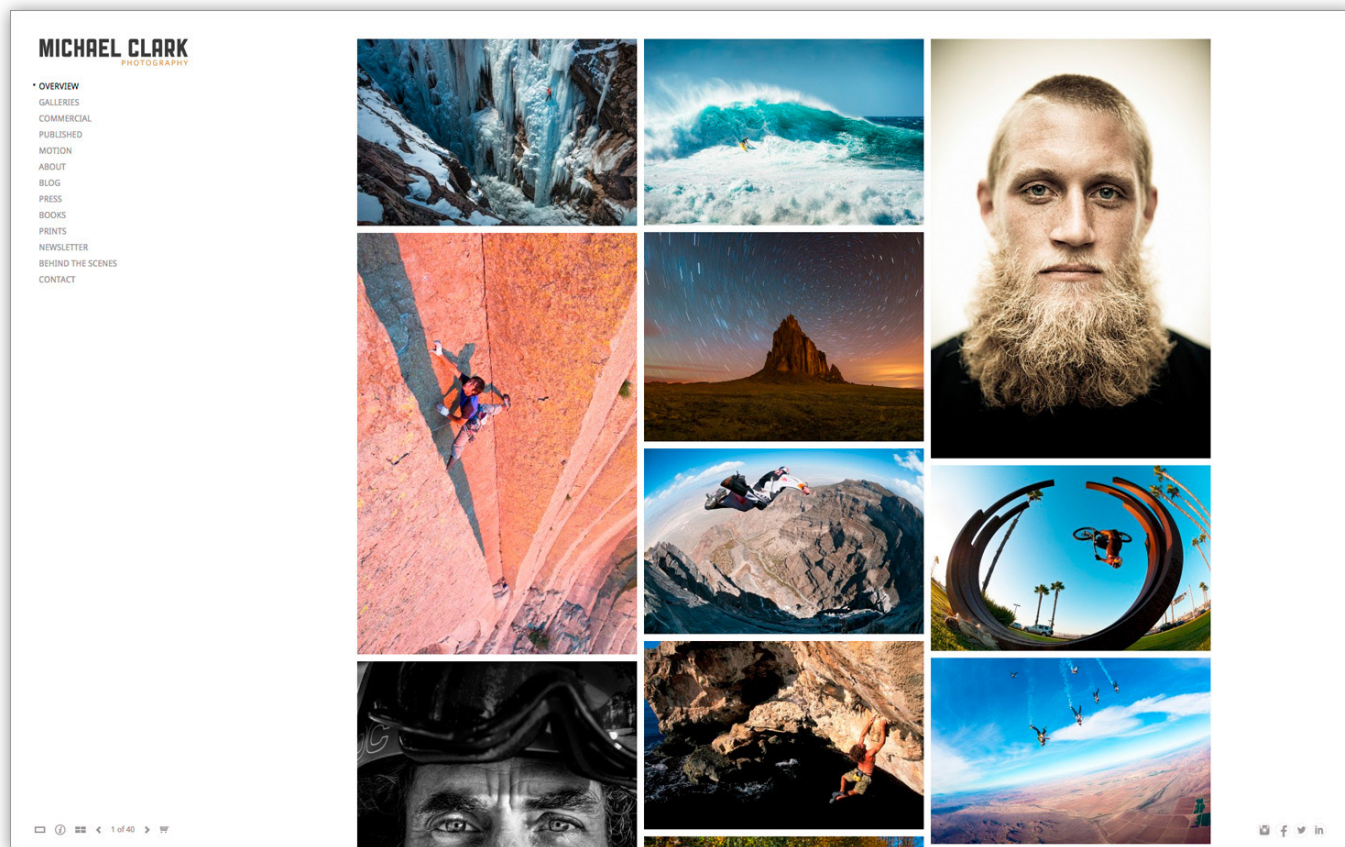 MICHAEL CLARK
PHOTOGRAPHY
OVERVIEW
GALLERIES
COMMERCIAL
PUBLISHED
MOTION
ABOUT
BLOG
PRESS
BOOKS
PRINTS
NEWSLETTER
BEHIND THE SCENES
CONTACT
1 of 40